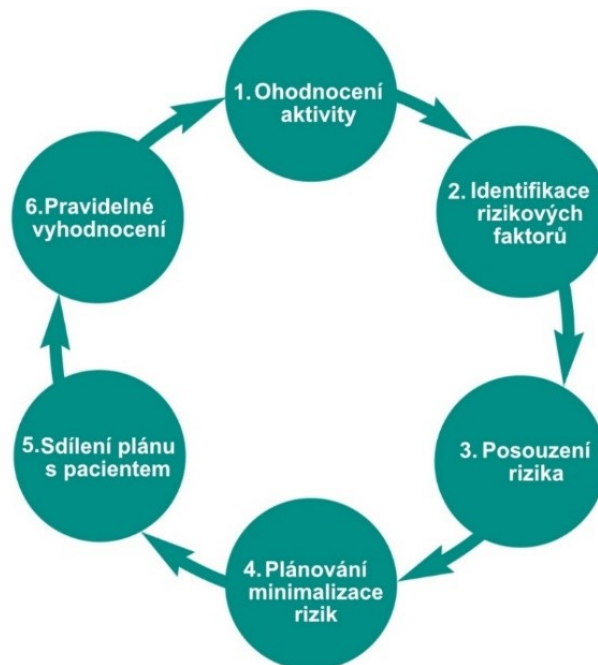 1. Ohodnocení
aktivity
2. Identifikace
rizikových
faktorů
3. Posouzení
rizika
4. Plánování
minimalizace
rizik
5. Sdílení plánu
s pacientem
6. Pravidelné
vyhodnocení